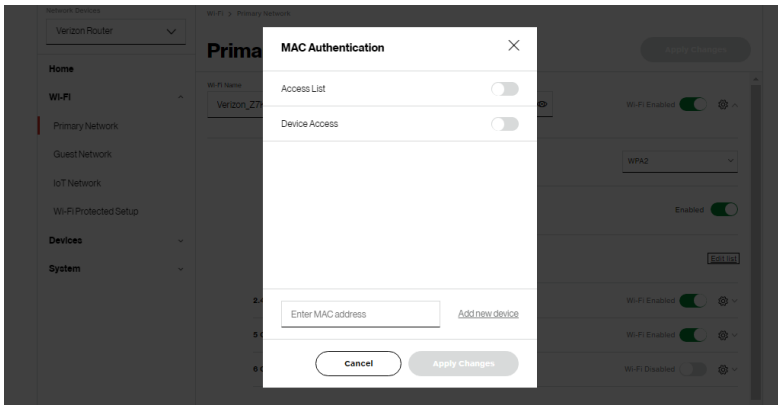 Network Devices
Wi-Fi > Primary Network
Verizon Router
Prima
MAC Authentication
Apply Changes
Home
Wi-Fi Name
Access List
Wi-Fi
Verizon_Z7
Wi-Fi Enabled
Device Access
Primary Network
Guest Network
WPA2
IoT Network
Wi-Fi Protected Setup
Enabled
Devices
Edit list
System
2.4
Wi-Fi Enabled
Enter MAC address
Add new device
5 G
Wi-Fi Enabled
Cancel
Apply Changes
6 G
Wi-Fi Disabled